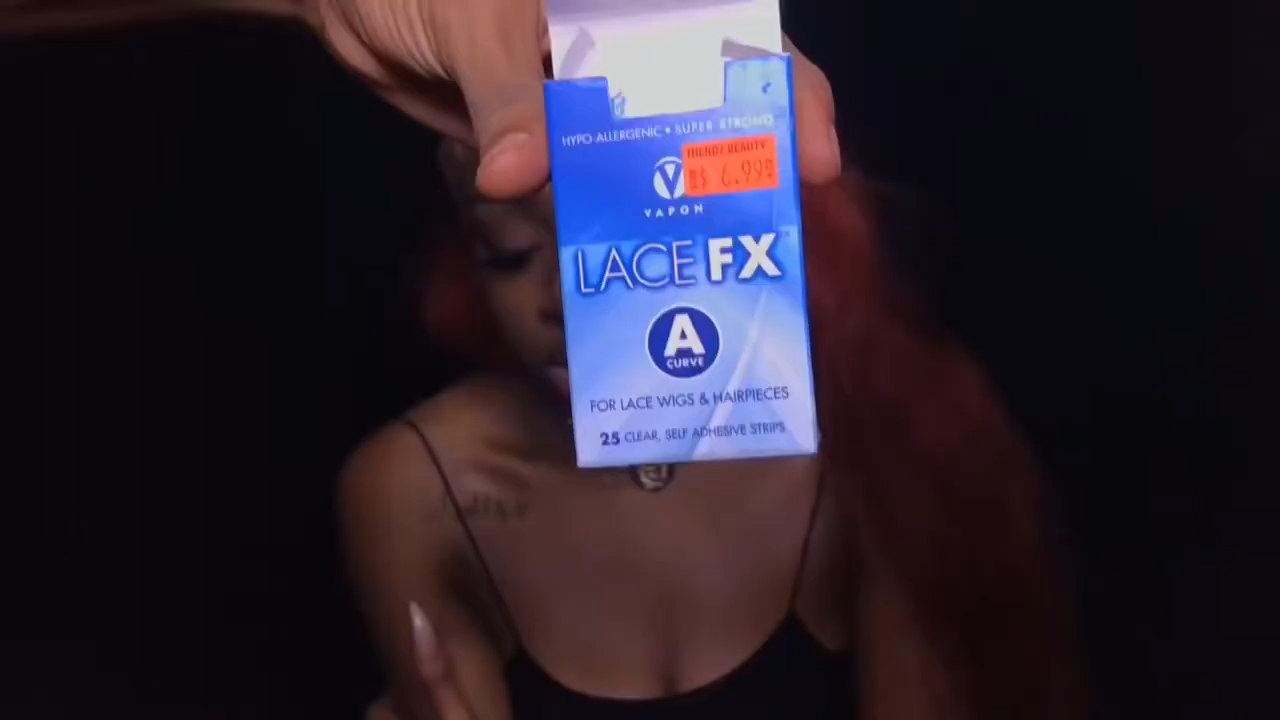 HYPO-ALLERGENIC • SUPER STRONG
TRENDZ BEAUTY
6.99
V
VAPON
LACE FX
A
CURVE
FOR LACE WIGS & HAIRPIECES
25 CLEAR, SELF ADHESIVE STRIPS